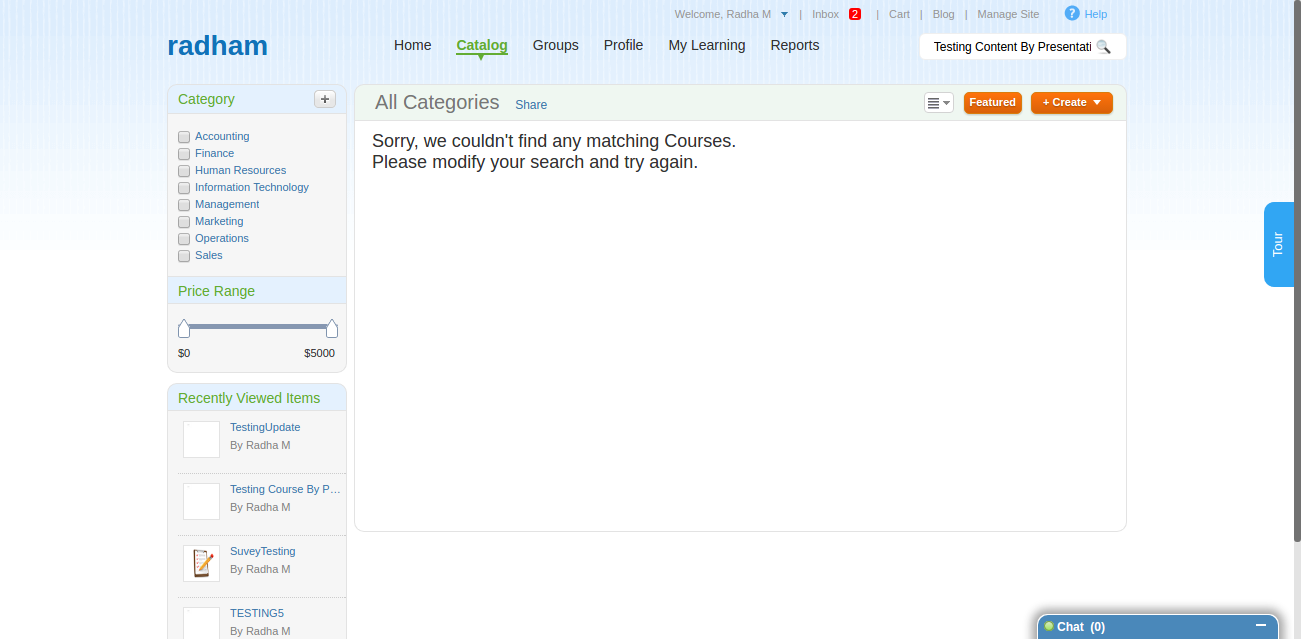 Welcome, Radha M | Inbox 2 | Cart | Blog | Manage Site ? Help
radham
Home Catalog Groups Profile My Learning Reports
Testing Content By Presentati
Category +
Accounting
Finance
Human Resources
Information Technology
Management
Marketing
Operations
Sales
Price Range
$0 $5000
Recently Viewed Items
TestingUpdate
By Radha M
Testing Course By P...
By Radha M
SuveyTesting
By Radha M
TESTING5
By Radha M
All Categories Share Featured + Create
Sorry, we couldn't find any matching Courses.
Please modify your search and try again.
Tour
Chat (0)